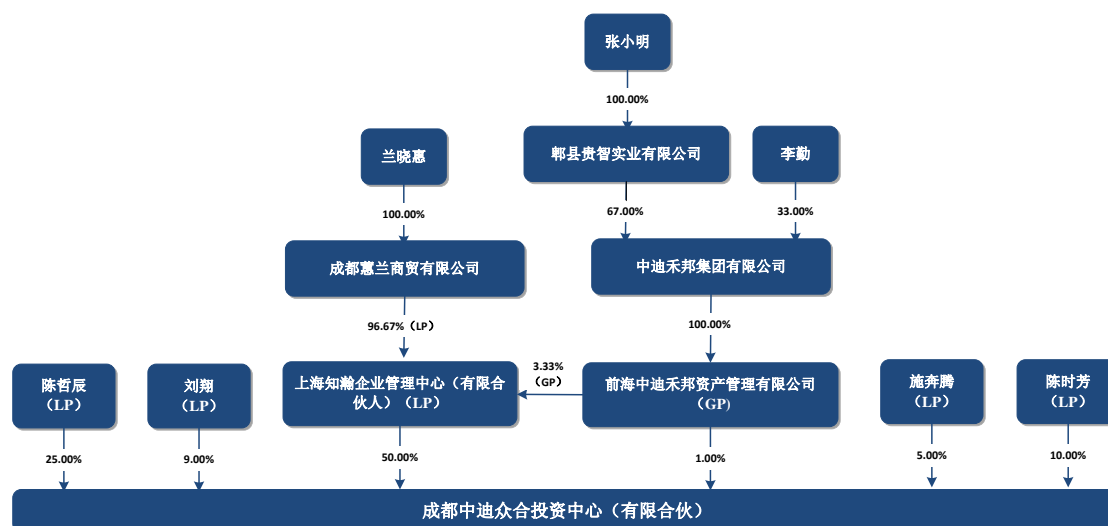 张小明
100.00%
兰晓惠
郫县贵智实业有限公司
李勤
100.00%
67.00%
33.00%
成都蕙兰商贸有限公司
中迪禾邦集团有限公司
96.67%（LP）
100.00%
陈哲辰
（LP）
刘翔
（LP）
上海知瀚企业管理中心（有限合
伙人）（LP）
3.33%
（GP）
前海中迪禾邦资产管理有限公司
（GP)
施奔腾
（LP）
陈时芳
（LP）
25.00%
9.00%
50.00%
1.00%
5.00%
10.00%
成都中迪众合投资中心（有限合伙）